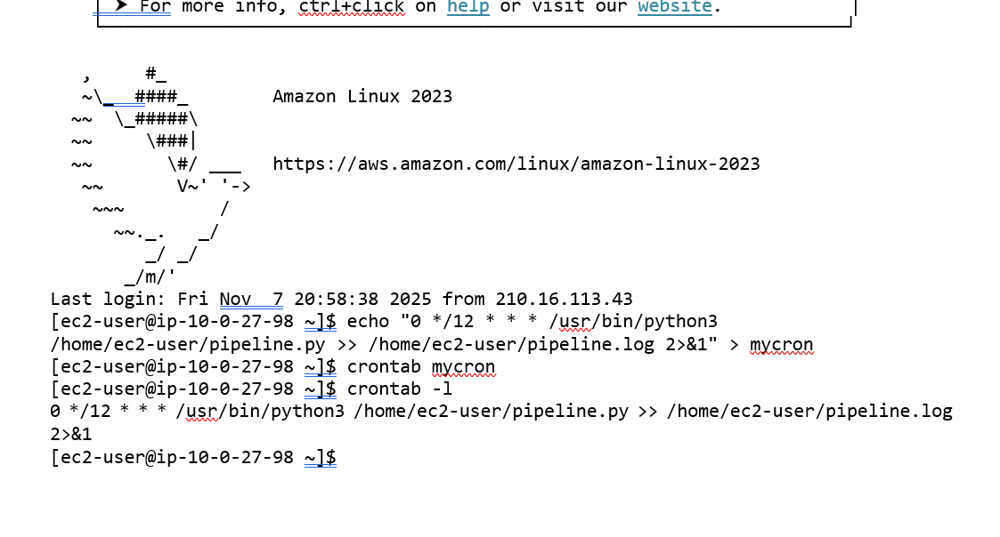 ➤ For more info, ctrl+click on help or visit our website.
   ,     #_
   ~\_  ####_        Amazon Linux 2023
  ~~  \_#####\
  ~~     \###|
  ~~       \#/ ___   https://aws.amazon.com/linux/amazon-linux-2023
   ~~       V~' '->
    ~~~         /
      ~~._.   _/
         _/ _/
       _/m/'
Last login: Fri Nov  7 20:58:38 2025 from 210.16.113.43
[ec2-user@ip-10-0-27-98 ~]$ echo "0 */12 * * * /usr/bin/python3
/home/ec2-user/pipeline.py >> /home/ec2-user/pipeline.log 2>&1" > mycron
[ec2-user@ip-10-0-27-98 ~]$ crontab mycron
[ec2-user@ip-10-0-27-98 ~]$ crontab -l
0 */12 * * * /usr/bin/python3 /home/ec2-user/pipeline.py >> /home/ec2-user/pipeline.log
2>&1
[ec2-user@ip-10-0-27-98 ~]$